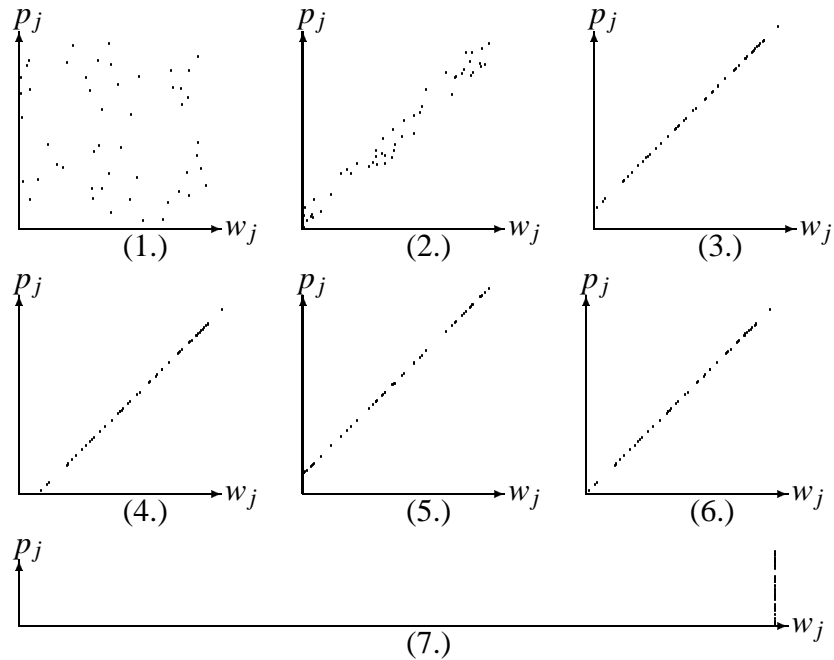 p_j p_j p_j
w_j w_j w_j
(1.) (2.) (3.)
p_j p_j p_j
w_j w_j w_j
(4.) (5.) (6.)
p_j
w_j
(7.)